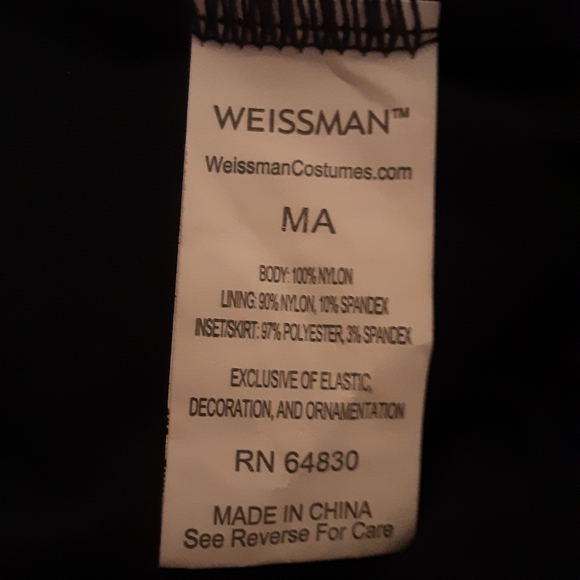 WEISSMAN™
WeissmanCostumes.com
MA
BODY: 100% NYLON
LINING: 90% NYLON, 10% SPANDEX
INSET/SKIRT: 97% POLYESTER, 3% SPANDEX
EXCLUSIVE OF ELASTIC,
DECORATION, AND ORNAMENTATION
RN 64830
MADE IN CHINA
See Reverse For Care